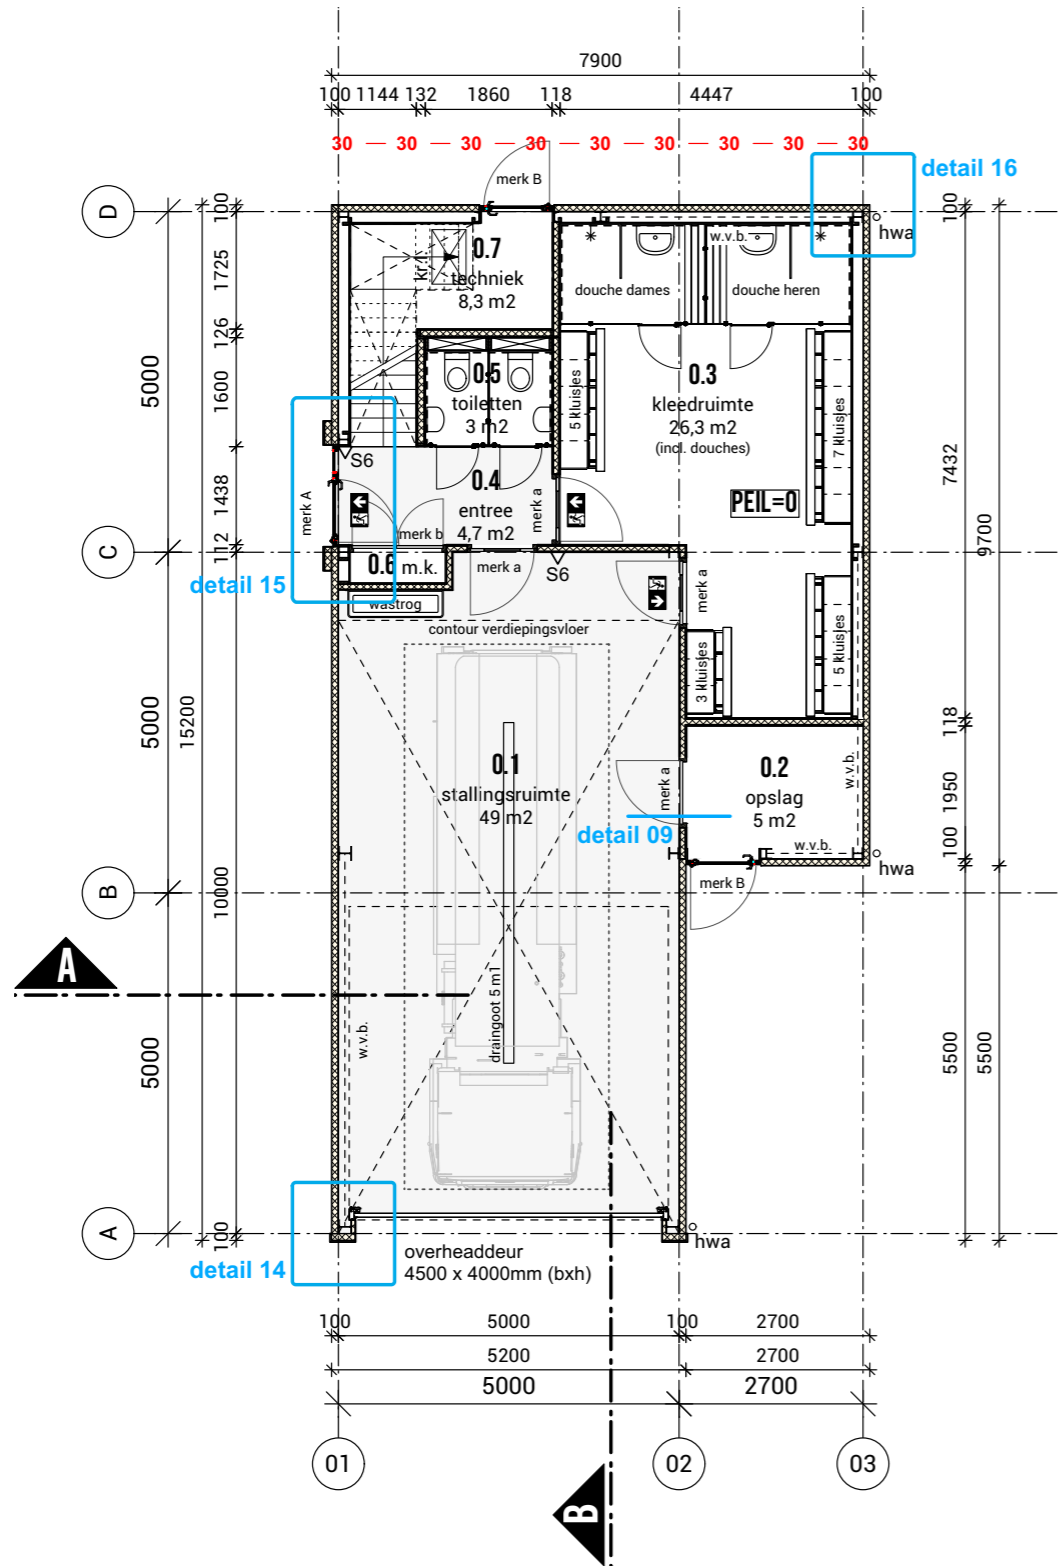 7900
100 1144 132 1860 118 4447 100
30 — 30 — 30 — 30 — 30 — 30 — 30 — 30 — 30
detail 16
merk B
D
hwa
w.v.b.
0.7
techniek
8,3 m2
krl
douche dames
douche heren
100
1725
126
1600
1438
112
10000
100
5000
5000
5000
15200
0.5
toiletten
3 m2
0.3
kleedruimte
26,3 m2
(incl. douches)
5 kluisjes
7 kluisjes
PEIL=0
S6
merk A
0.4
entree
4,7 m2
merk a
merk b
C
0.6 m.k.
merk a
S6
detail 15
wastrog
contour verdiepingsvloer
merk a
3 kluisjes
5 kluisjes
100
7432
118
1950
100
5500
9700
5500
0.1
stallingsruimte
49 m2
merk a
0.2
opslag
5 m2
w.v.b.
w.v.b.
detail 09
hwa
merk B
B
A
draingoot 5 m1
w.v.b.
A
hwa
detail 14
overheaddeur
4500 x 4000mm (bxh)
100 5000 100 2700
5200 2700
5000 2700
01 02 03
B